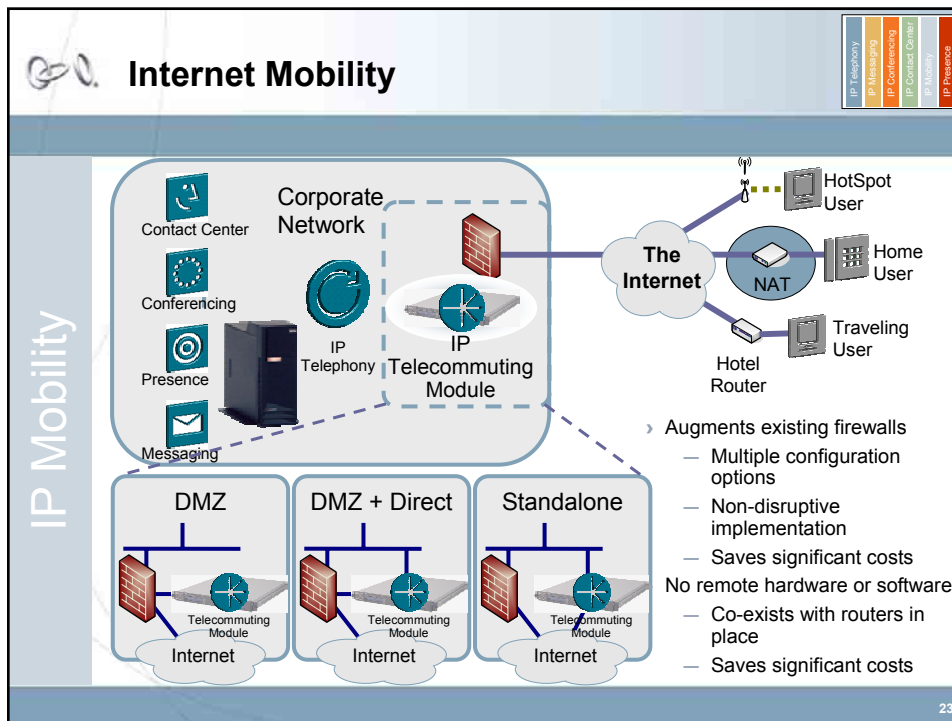 Internet Mobility
IP Telephony
IP Messaging
IP Conferencing
IP Contact Center
IP Mobility
IP Presence
IP Mobility
Corporate
Network
Contact Center
Conferencing
Presence
Messaging
IP
Telephony
IP
Telecommuting
Module
The
Internet
HotSpot
User
NAT
Home
User
Hotel
Router
Traveling
User
DMZ
Telecommuting
Module
Internet
DMZ + Direct
Telecommuting
Module
Internet
Standalone
Telecommuting
Module
Internet
› Augments existing firewalls
— Multiple configuration
options
— Non-disruptive
implementation
— Saves significant costs
No remote hardware or software
— Co-exists with routers in
place
— Saves significant costs
23